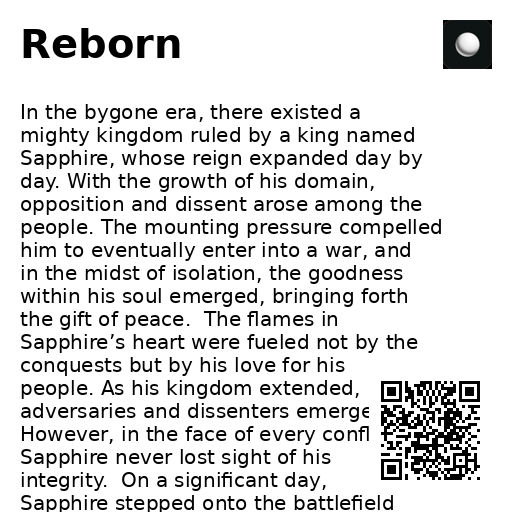 Reborn
In the bygone era, there existed a
mighty kingdom ruled by a king named
Sapphire, whose reign expanded day by
day. With the growth of his domain,
opposition and dissent arose among the
people. The mounting pressure compelled
him to eventually enter into a war, and
in the midst of isolation, the goodness
within his soul emerged, bringing forth
the gift of peace.  The flames in
Sapphire’s heart were fueled not by the
conquests but by his love for his
people. As his kingdom extended,
adversaries and dissenters emerge
However, in the face of every confl
Sapphire never lost sight of his
integrity.  On a significant day,
Sapphire stepped onto the battlefield